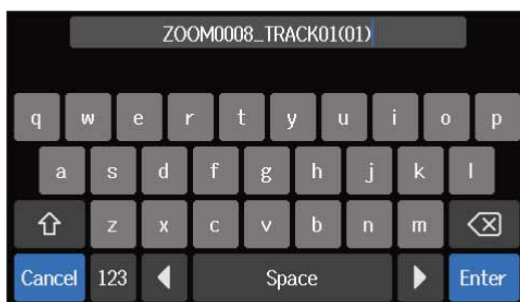 ZOOM0008_TRACK01(01)
q w e r t y u i o p
a s d f g h j k l
z x c v b n m
Cancel 123 Space Enter